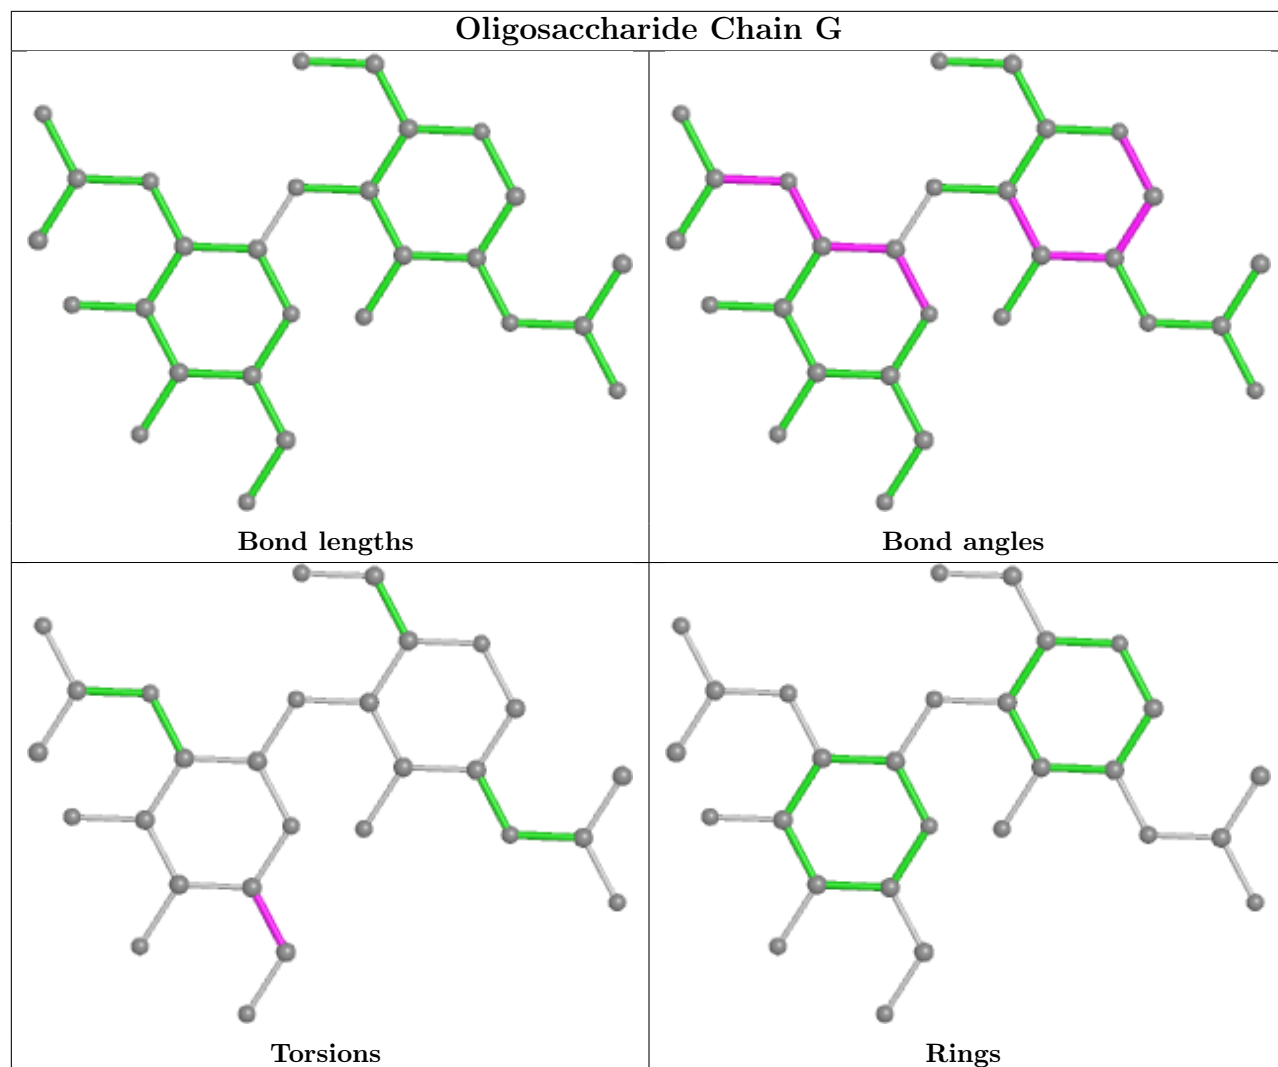 Oligosaccharide Chain G
Bond lengths
Bond angles
Torsions
Rings